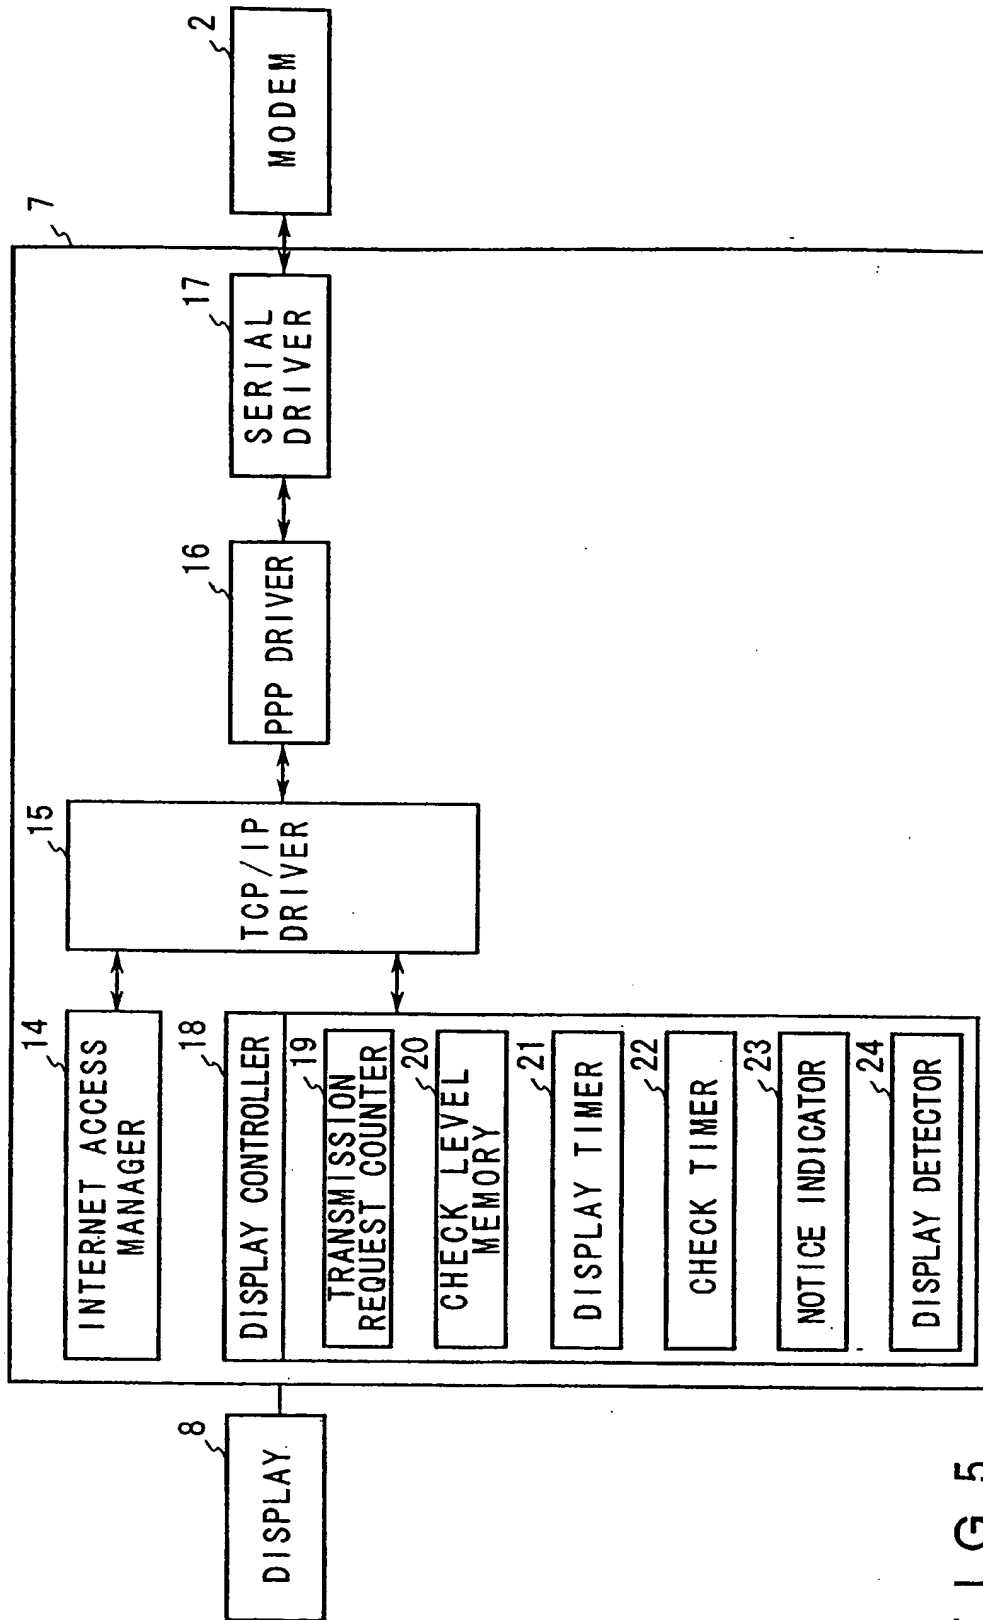 8
DISPLAY
7
14
INTERNET ACCESS
MANAGER
18
DISPLAY CONTROLLER
19
TRANSMISSION
REQUEST COUNTER
20
CHECK LEVEL
MEMORY
21
DISPLAY TIMER
22
CHECK TIMER
23
NOTICE INDICATOR
24
DISPLAY DETECTOR
15
TCP/IP
DRIVER
16
PPP DRIVER
17
SERIAL
DRIVER
2
MODEM
I G 5